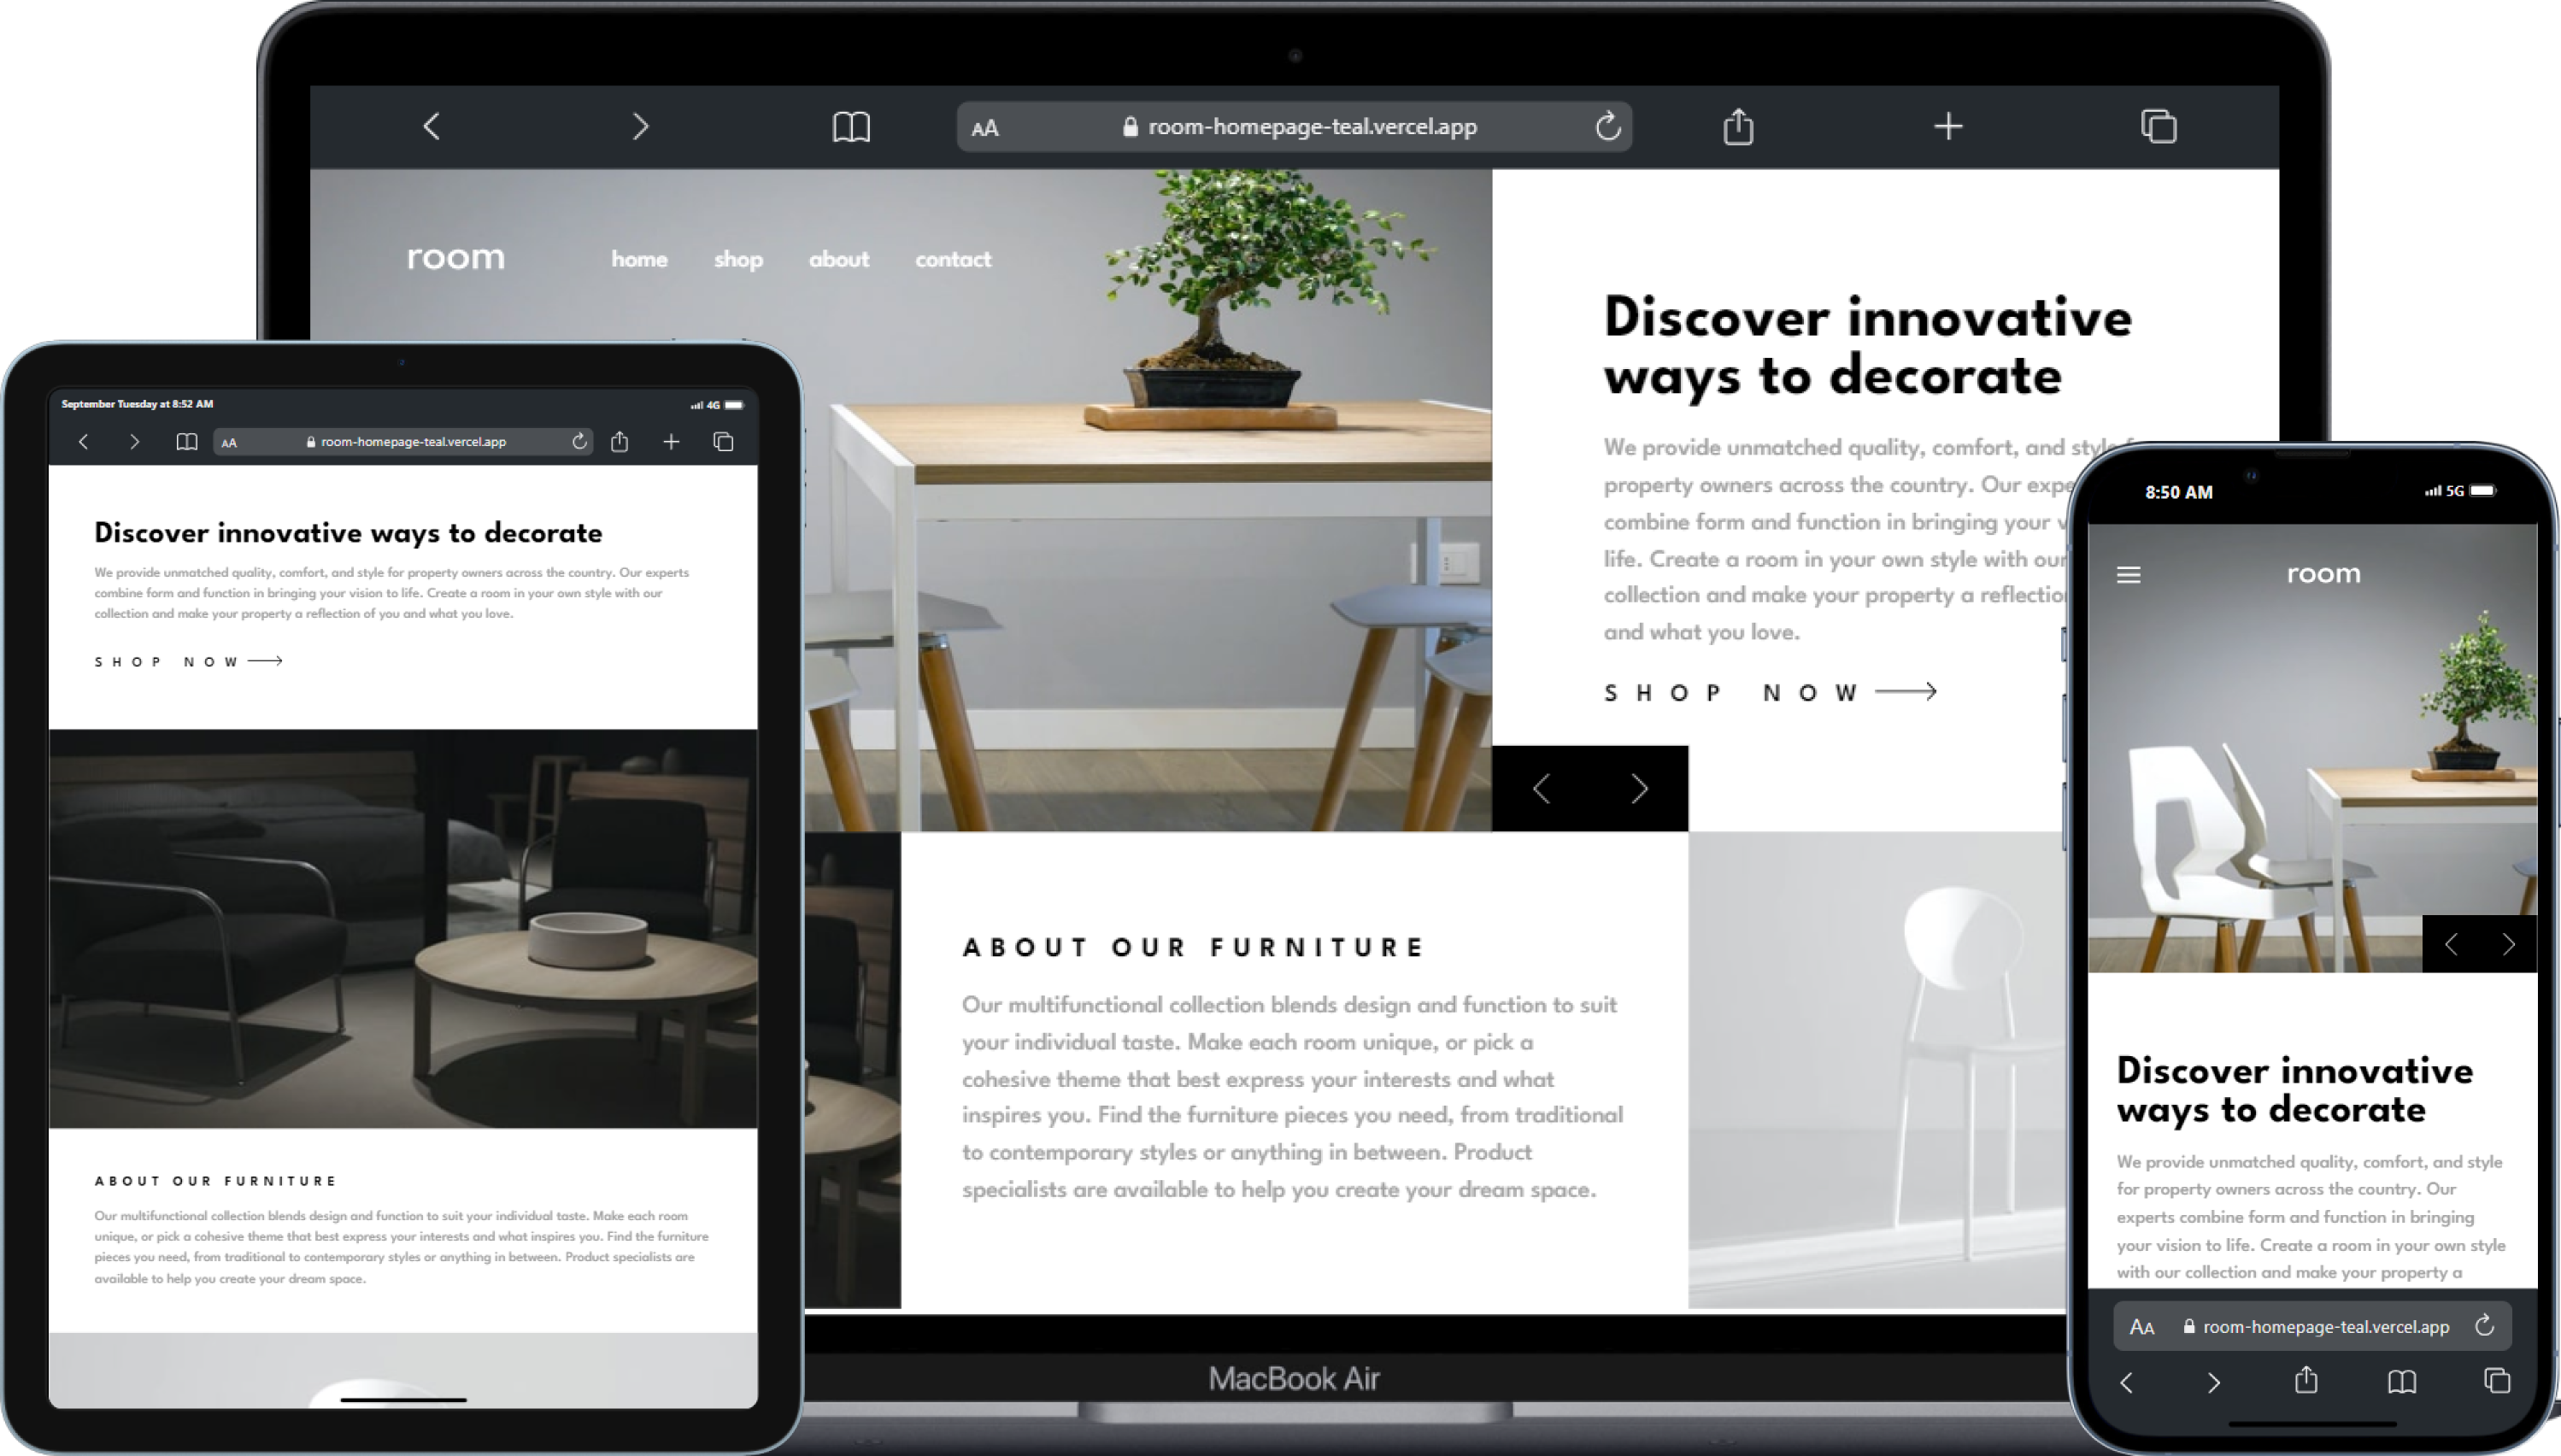 room-homepage-teal.vercel.app
room
home shop about contact
Discover innovative
ways to decorate
We provide unmatched quality, comfort, and
property owners across the country. Our
combine form and function in bringing your
life. Create a room in your own style with our
collection and make your property a
and what you love.
SHOP NOW
ABOUT OUR FURNITURE
Our multifunctional collection blends design and function to suit
your individual taste. Make each room unique, or pick a
cohesive theme that best express your interests and what
inspires you. Find the furniture pieces you need, from traditional
to contemporary styles or anything in between. Product
specialists are available to help you create your dream space.
MacBook Air
September Tuesday at 8:52 AM
4G
AA room-homepage-teal.vercel.app
Discover innovative ways to decorate
We provide unmatched quality, comfort, and style for property owners across the country. Our experts
combine form and function in bringing your vision to life. Create a room in your own style with our
collection and make your property a reflection of you and what you love.
SHOP NOW
ABOUT OUR FURNITURE
Our multifunctional collection blends design and function to suit your individual taste. Make each room
unique, or pick a cohesive theme that best express your interests and what inspires you. Find the furniture
pieces you need, from traditional to contemporary styles or anything in between. Product specialists are
available to help you create your dream space.
8:50 AM
5G
room
Discover innovative
ways to decorate
We provide unmatched quality, comfort, and style
for property owners across the country. Our
experts combine form and function in bringing
your vision to life. Create a room in your own style
with our collection and make your property a
AA room-homepage-teal.vercel.app